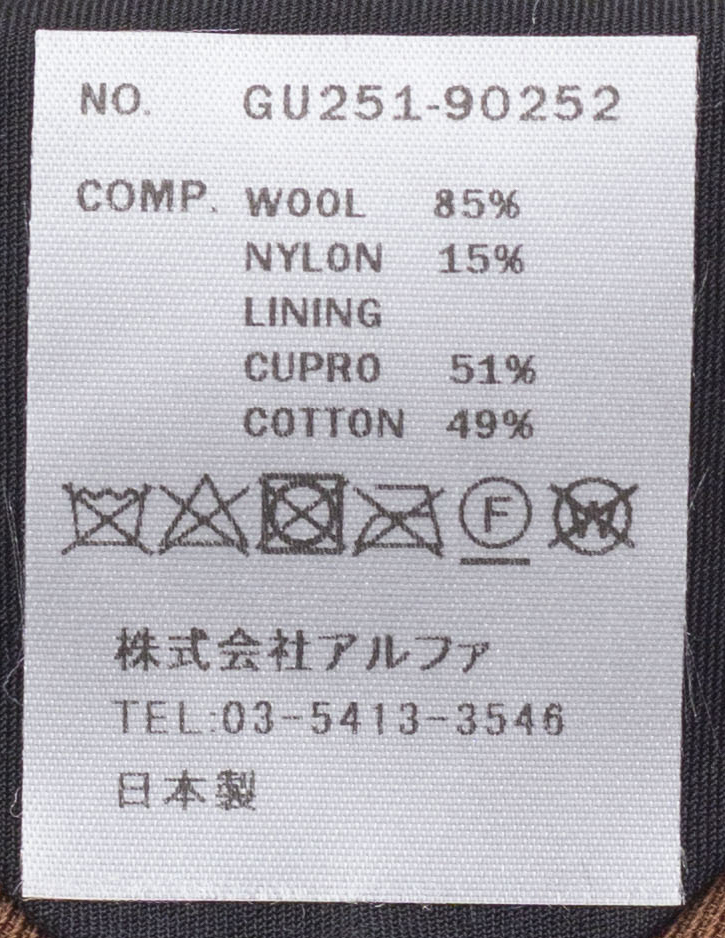 NO. GU251-90252
COMP. WOOL 85%
NYLON 15%
LINING
CUPRO 51%
COTTON 49%
F W
株式会社アルファ
TEL:03-5413-3546
日本製